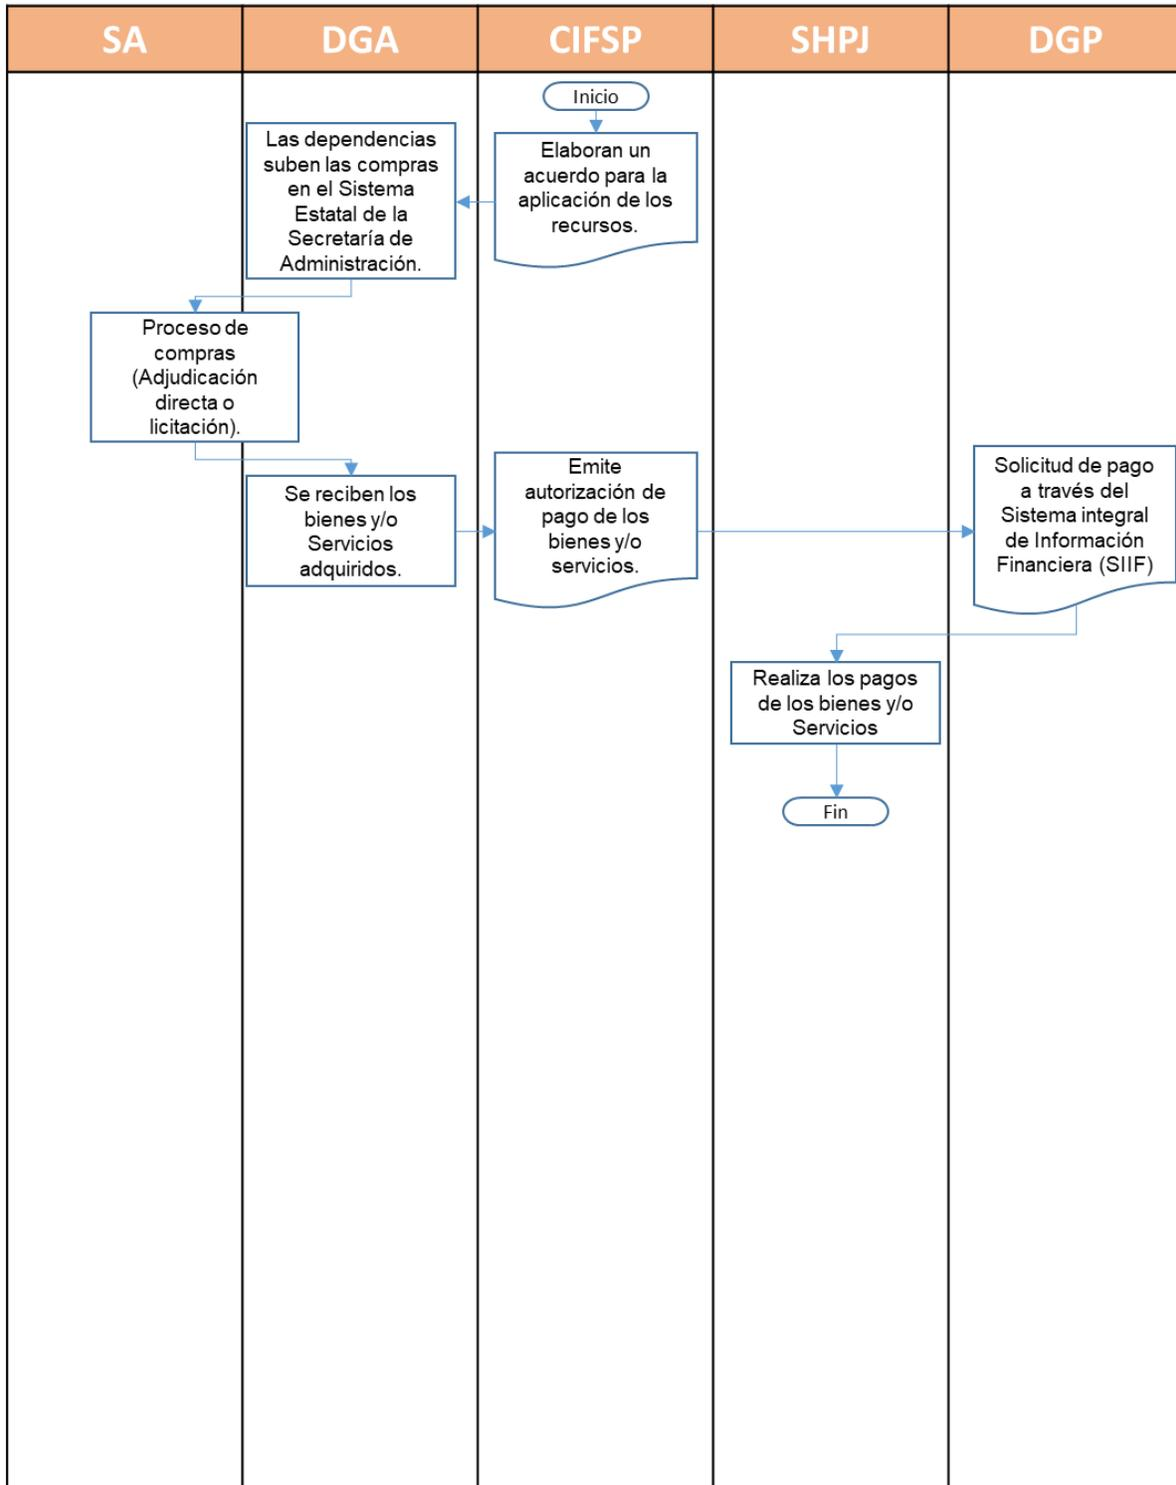 SA
DGA
CIFSP
SHPJ
DGP
Inicio
Elaboran un
acuerdo para la
aplicación de los
recursos.
Las dependencias
suben las compras
en el Sistema
Estatal de la
Secretaría de
Administración.
Proceso de
compras
(Adjudicación
directa o
licitación).
Se reciben los
bienes y/o
Servicios
adquiridos.
Emite
autorización de
pago de los
bienes y/o
servicios.
Solicitud de pago
a través del
Sistema integral
de Información
Financiera (SIIF)
Realiza los pagos
de los bienes y/o
Servicios
Fin